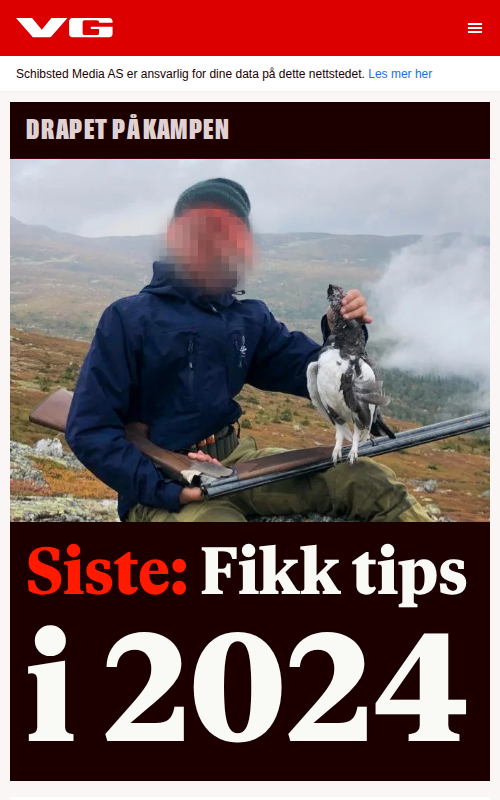 VG
Schibsted Media AS er ansvarlig for dine data på dette nettstedet. Les mer her
DRAPET PÅ KAMPEN
Siste: Fikk tips
i 2024